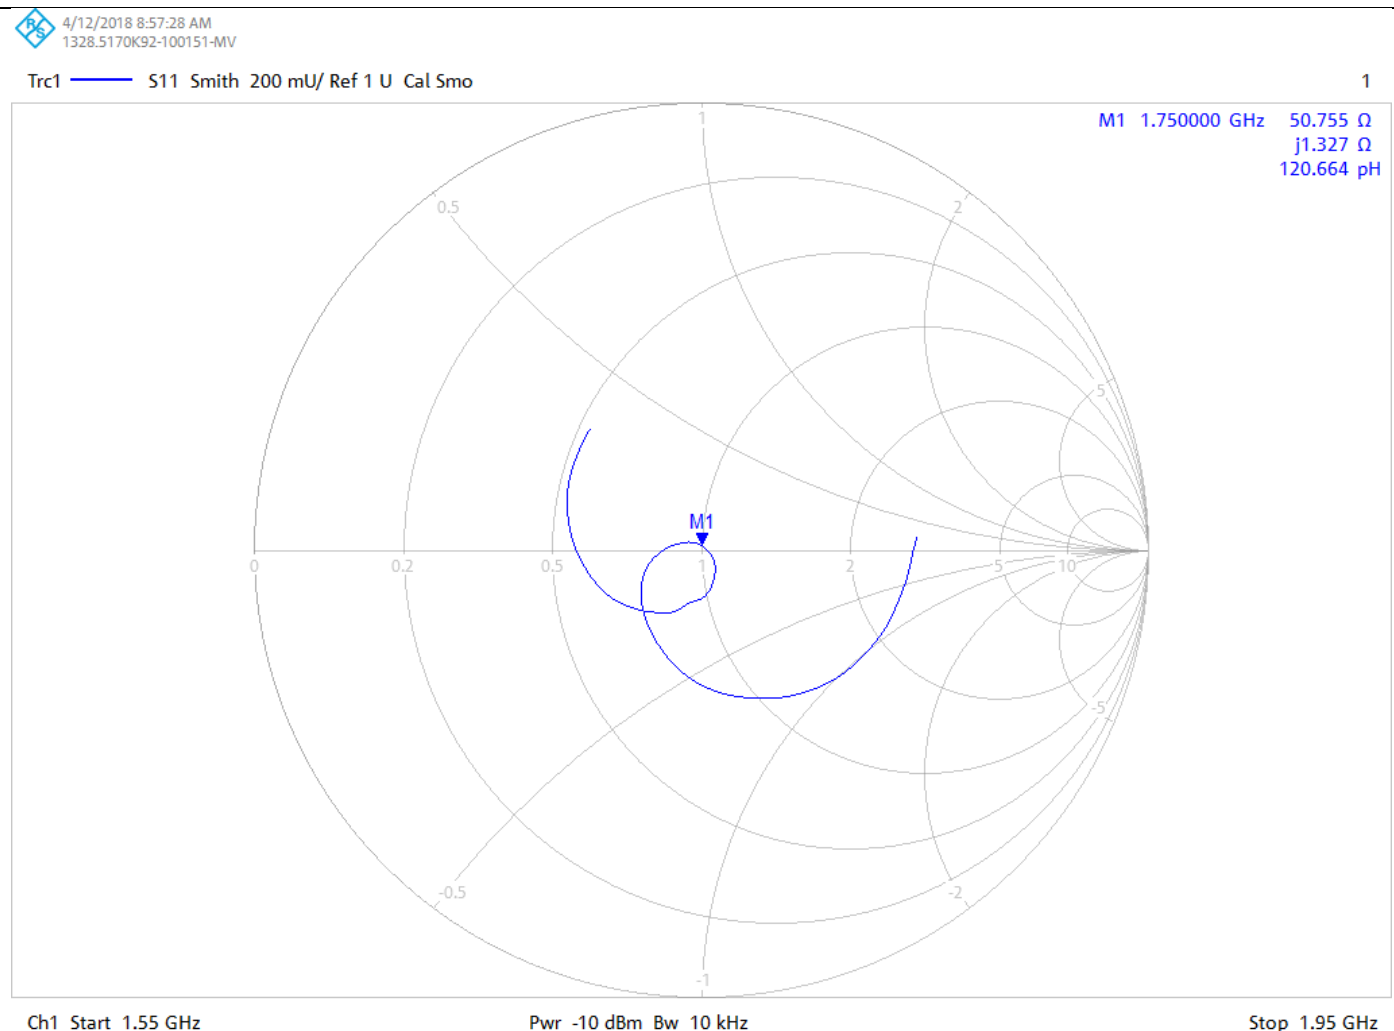 R/S
4/12/2018 8:57:28 AM
1328.5170K92-100151-MV
Trc1 S11 Smith 200 mU/ Ref 1 U Cal Smo 1
M1 1.750000 GHz 50.755 Ω
j1.327 Ω
120.664 pH
1
0.5 2
5
M1
0 0.2 0.5 1 2 5 10
-5
-0.5 -2
-1
Ch1 Start 1.55 GHz Pwr -10 dBm Bw 10 kHz Stop 1.95 GHz